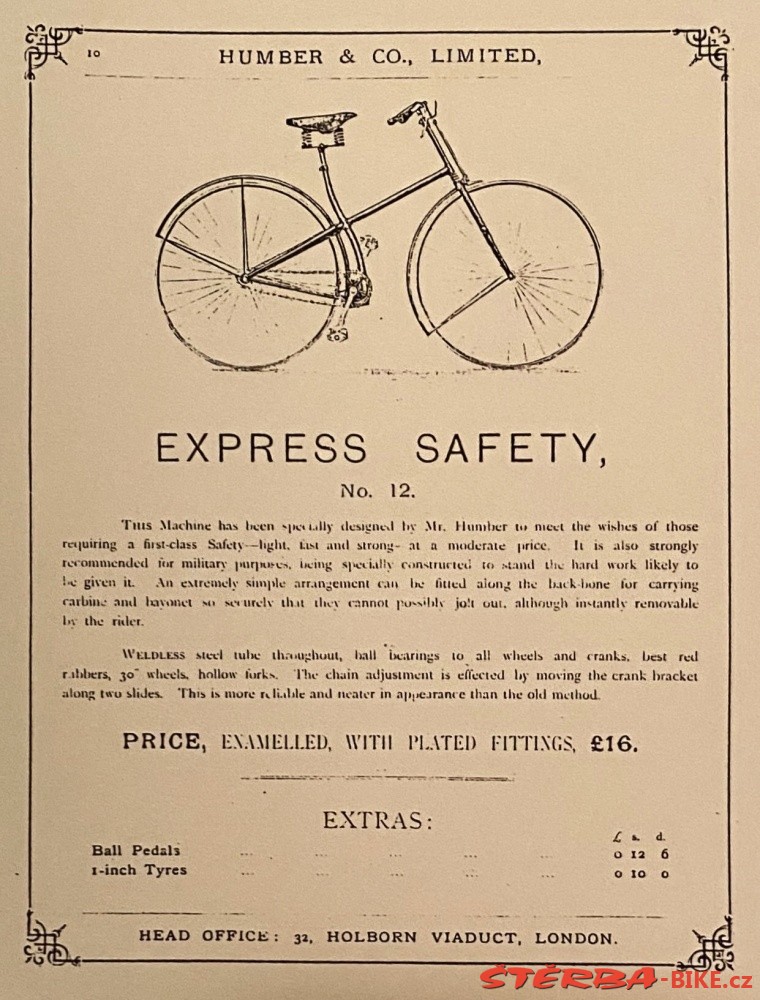 10
HUMBER & CO., LIMITED,
EXPRESS SAFETY,
No. 12.
THIS Machine has been specially designed by Mr. Humber to meet the wishes of those
requiring a first-class Safety—light, fast and strong—at a moderate price. It is also strongly
recommended for military purposes, being specially constructed to stand the hard work likely to
be given it. An extremely simple arrangement can be fitted along the back-bone for carrying
carbine and bayonet so securely that they cannot possibly jolt out, although instantly removable
by the rider.
WELDLESS steel tube throughout, ball bearings to all wheels and cranks, best red
rubbers, 30" wheels, hollow forks. The chain adjustment is effected by moving the crank bracket
along two slides. This is more reliable and neater in appearance than the old method.
PRICE, ENAMELLED, WITH PLATED FITTINGS, £16.
EXTRAS:
£ s. d.
Ball Pedals ... ... ... ... ... 0 12 6
1-inch Tyres ... ... ... ... ... 0 10 0
HEAD OFFICE: 32, HOLBORN VIADUCT, LONDON.
ŠTĚRBA-BIKE.cz